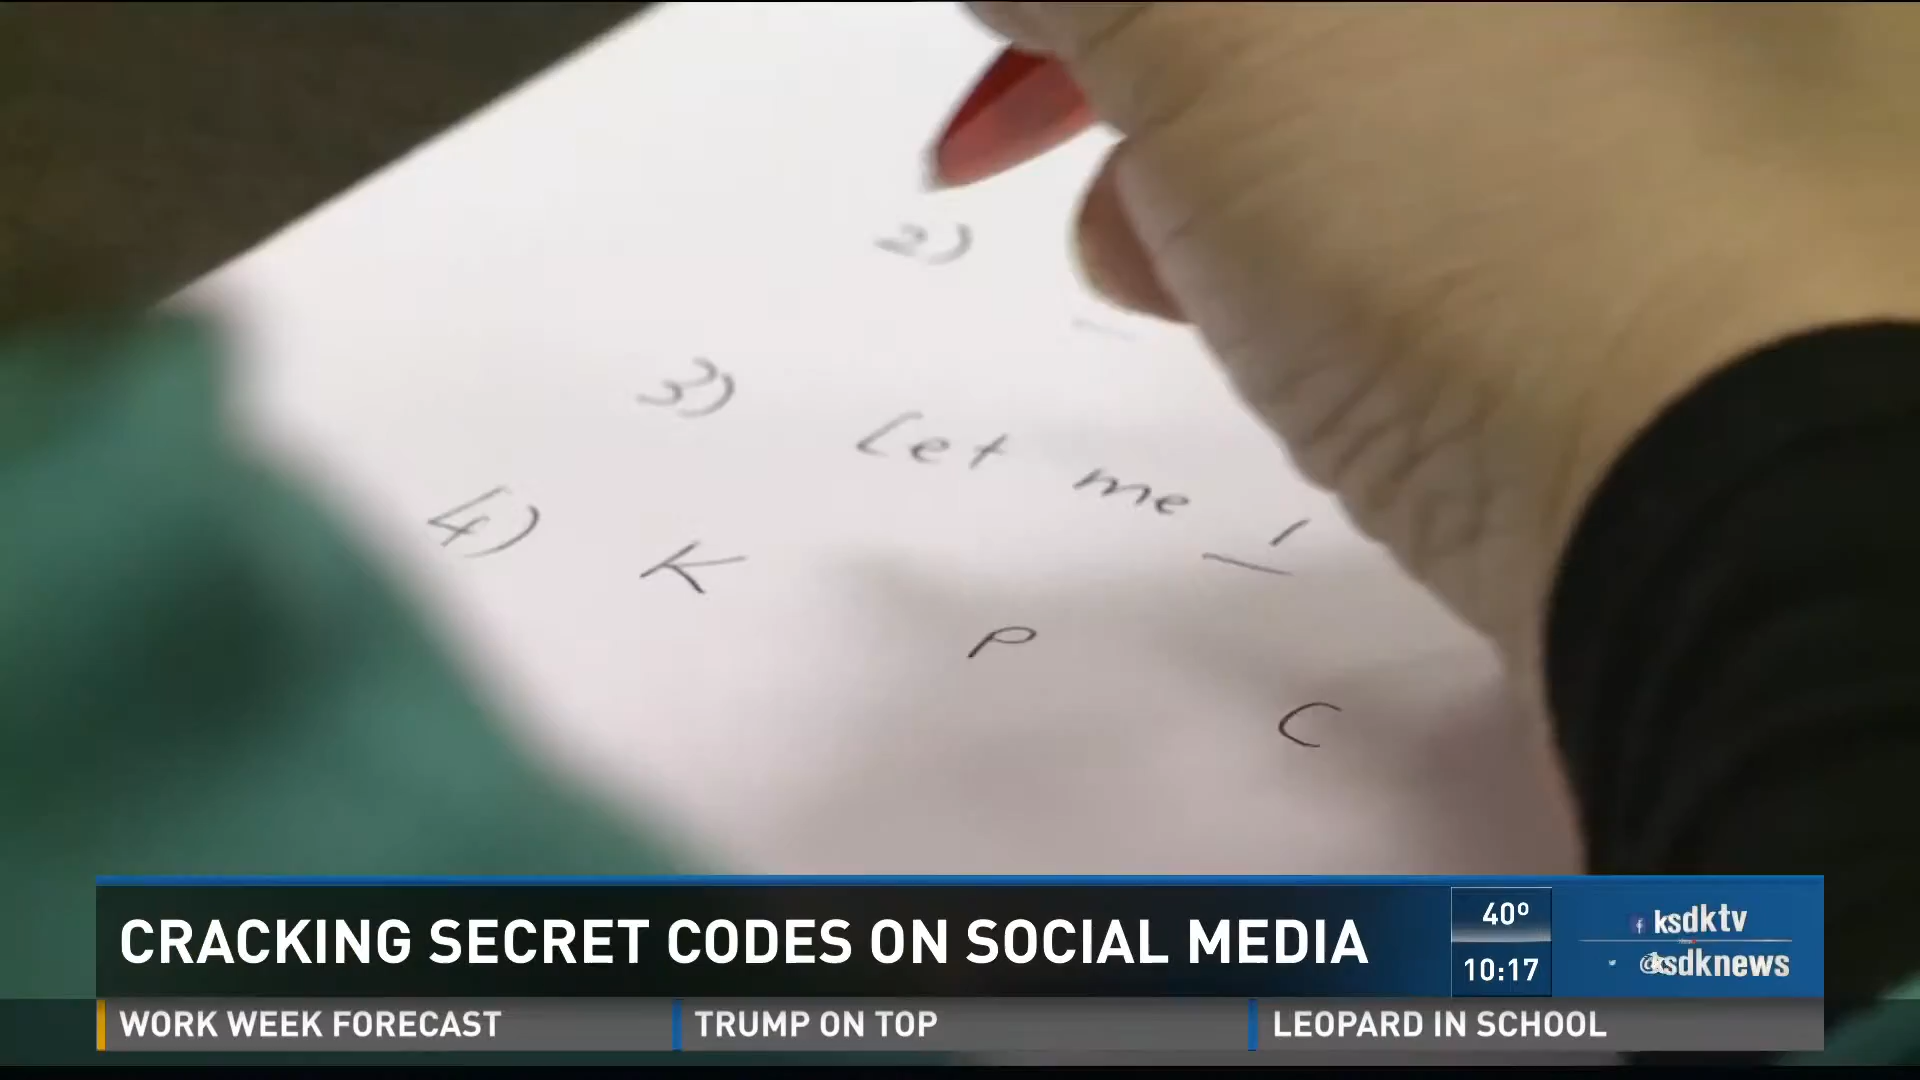 2)
3) Let me
4) K P C
CRACKING SECRET CODES ON SOCIAL MEDIA
40°
10:17
ksdktv
@ksdknews
WORK WEEK FORECAST
TRUMP ON TOP
LEOPARD IN SCHOOL